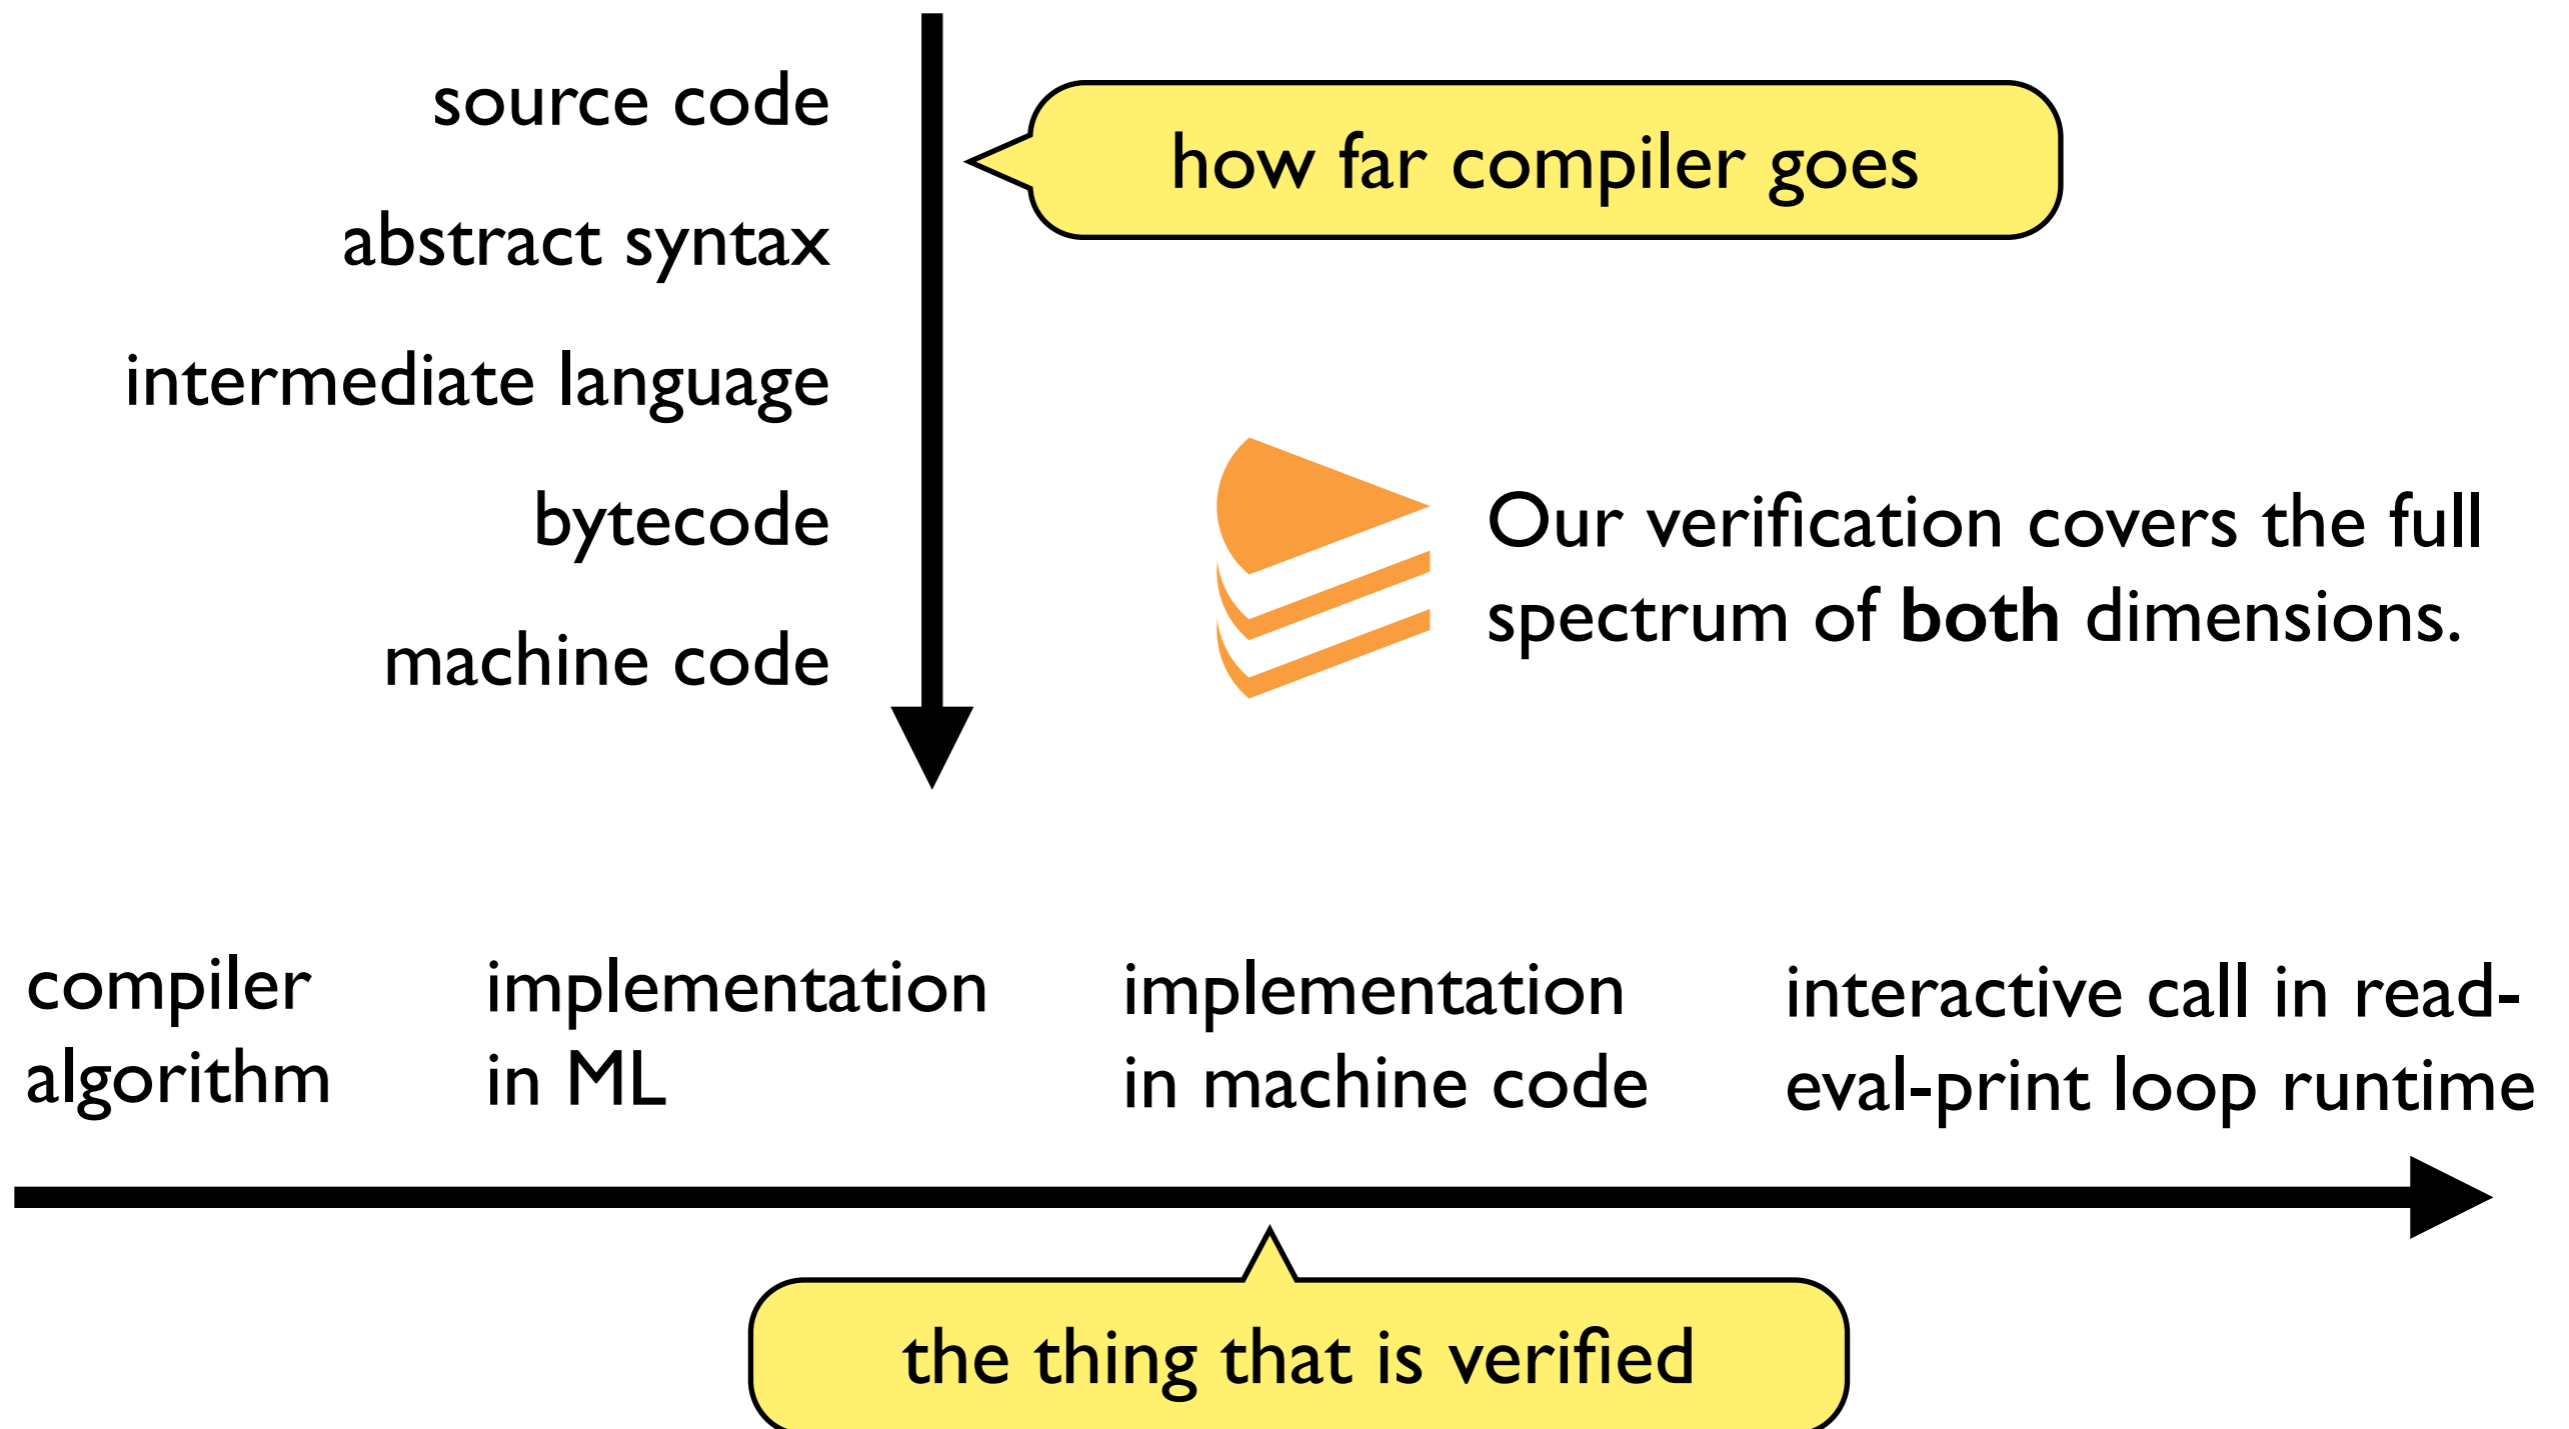 source code
how far compiler goes
abstract syntax
intermediate language
bytecode
machine code
Our verification covers the full
spectrum of both dimensions.
compiler
algorithm
implementation
in ML
implementation
in machine code
interactive call in read-
eval-print loop runtime
the thing that is verified